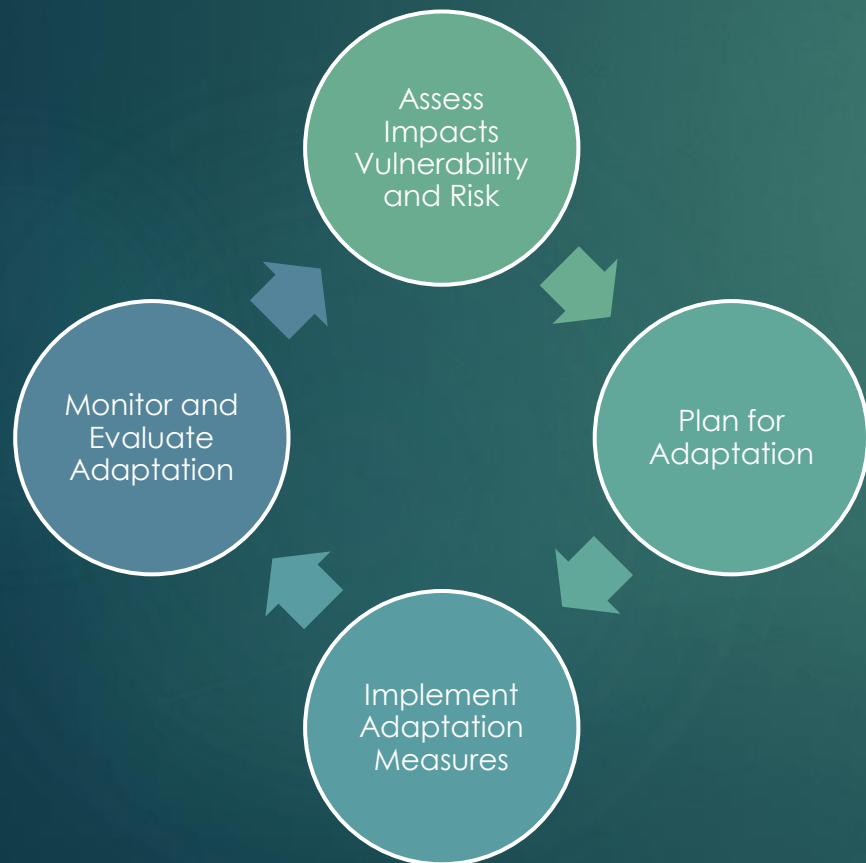 Assess
Impacts
Vulnerability
and Risk
Plan for
Adaptation
Implement
Adaptation
Measures
Monitor and
Evaluate
Adaptation